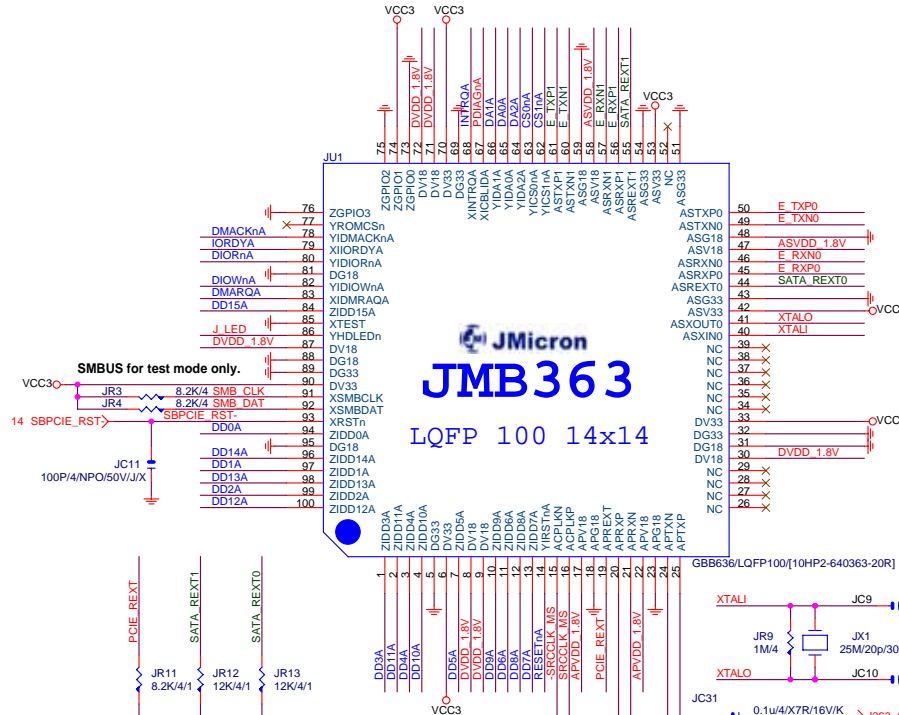 VCC3 VCC3
DVDD_1.8V
DVDD_1.8V
INTRQA
PDIAGnA
DA1A
DA0A
DA2A
CS0nA
CS1nA
E_TXP1
E_TXN1
ASVDD_1.8V
E_RXN1
E_RXP1
SATA_REXT1
VCC3
75 74 73 72 71 70 69 68 67 66 65 64 63 62 61 60 59 58 57 56 55 54 53 52 51
JU1
ZGPIO2
ZGPIO1
ZGPIO0
DV18
DV18
DV33
DG33
XINTRQA
XICBLIDA
YIDA1A
YIDA0A
YIDA2A
YICS0nA
YICS1nA
ASTXP1
ASTXN1
ASG18
ASV18
ASRXN1
ASRXP1
ASREXT1
ASG33
ASV33
NC
ASG33
76 ZGPIO3
77 YROMCSn
DMACKnA 78 YIDMACKnA
IORDYA 79 XIIORDYA
DIORnA 80 YIDIORnA
81 DG18
DIOWnA 82 YIDIOWnA
DMARQA 83 XIDMRAQA
DD15A 84 ZIDD15A
85 XTEST
J_LED 86 YHDLEDn
DVDD_1.8V 87 DV18
88 DG18
SMBUS for test mode only. 89 DG33
VCC3 90 DV33
JR3 8.2K/4 SMB_CLK 91 XSMBCLK
JR4 8.2K/4 SMB_DAT 92 XSMBDAT
14 SBPCIE_RST SBPCIE_RST- 93 XRSTn
DD0A 94 ZIDD0A
95 DG18
DD14A 96 ZIDD14A
DD1A 97 ZIDD1A
DD13A 98 ZIDD13A
DD2A 99 ZIDD2A
DD12A 100 ZIDD12A
JC11
100P/4/NPO/50V/J/X
JMicron
JMB363
LQFP 100 14x14
ASTXP0 50 E_TXP0
ASTXN0 49 E_TXN0
ASG18 48
ASV18 47 ASVDD_1.8V
ASRXN0 46 E_RXN0
ASRXP0 45 E_RXP0
ASREXT0 44 SATA_REXT0
ASG33 43
ASV33 42 VCC
ASXOUT0 41 XTALO
ASXIN0 40 XTALI
NC 39
NC 38
NC 37
NC 36
NC 35
NC 34
DV33 33 VCC
DG33 32
DG18 31
DV18 30 DVDD_1.8V
NC 29
NC 28
NC 27
NC 26
ZIDD3A
ZIDD11A
ZIDD4A
ZIDD10A
DG33
DV33
ZIDD5A
DV18
DV18
ZIDD9A
ZIDD6A
ZIDD8A
ZIDD7A
YIRSTnA
ACPLKN
ACPLKP
APV18
APG18
APREXT
APRXP
APRXN
APV18
APG18
APTXN
APTXP
1 2 3 4 5 6 7 8 9 10 11 12 13 14 15 16 17 18 19 20 21 22 23 24 25
DD3A
DD11A
DD4A
DD10A
DD5A
DVDD_1.8V
DVDD_1.8V
DD9A
DD6A
DD8A
DD7A
RESETnA
-SRCCLK_MS
SRCCLK_MS
APVDD_1.8V
PCIE_REXT
APVDD_1.8V
VCC3
GBB636/LQFP100/[10HP2-640363-20R]
PCIE_REXT
SATA_REXT1
SATA_REXT0
JR11
8.2K/4/1
JR12
12K/4/1
JR13
12K/4/1
XTALI JC9
JR9
1M/4
JX1
25M/20p/30
XTALO JC10
JC31
0.1u/4/X7R/16V/K